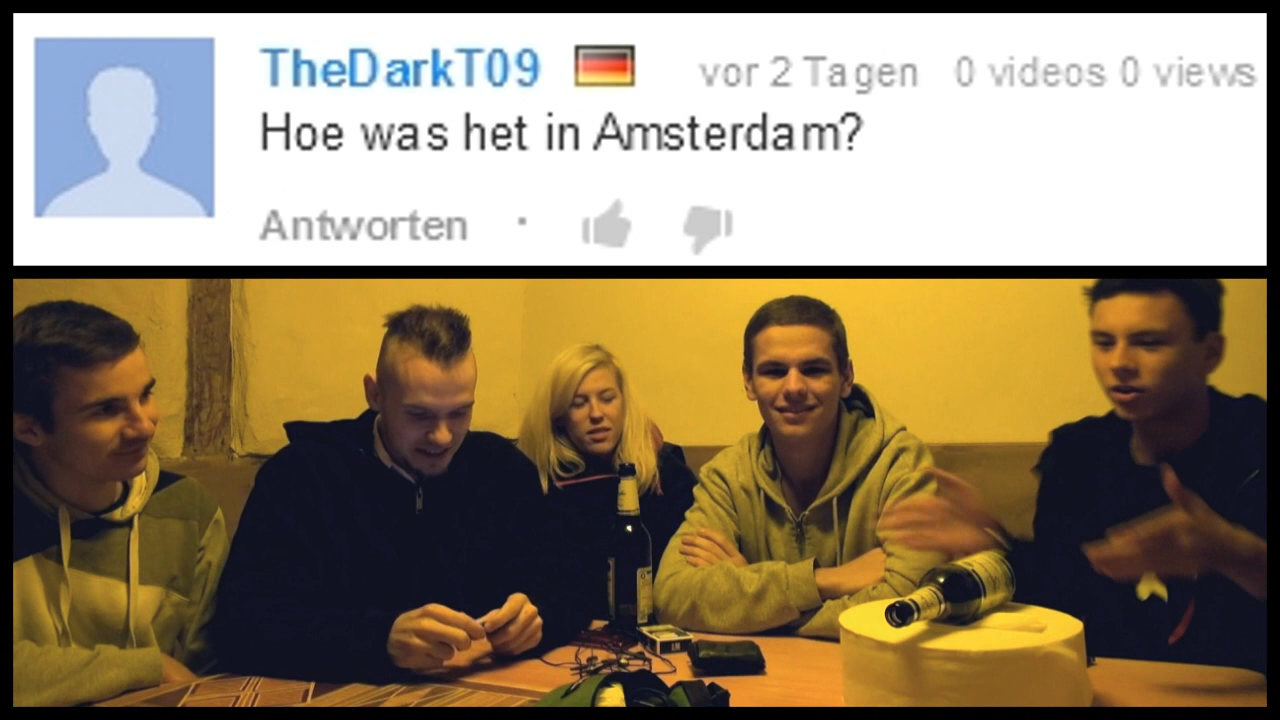 TheDarkT09 vor 2 Tagen 0 videos 0 views
Hoe was het in Amsterdam?
Antworten